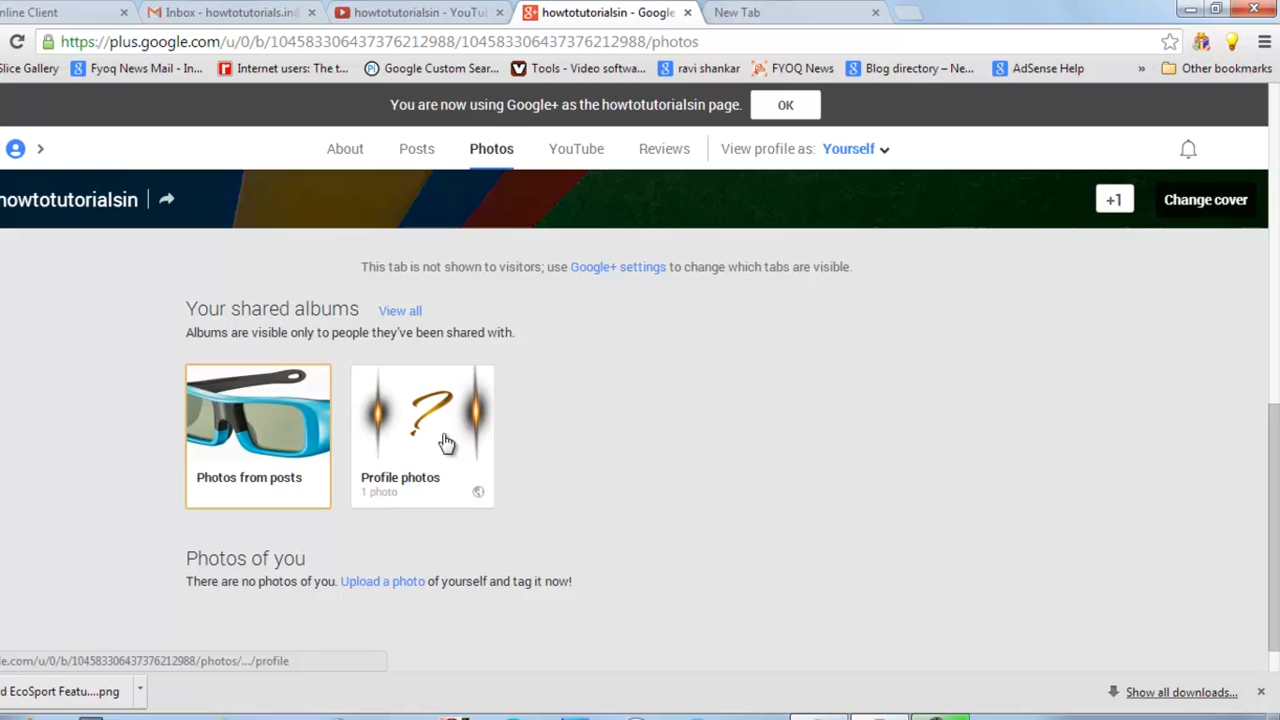 Inbox - howtotutorials.in@ howtotutorialsin - YouTu howtotutorialsin - Google New Tab
https://plus.google.com/u/0/b/104583306437376212988/104583306437376212988/photos
lice Gallery Fyoq News Mail - In... Internet users: The t... Google Custom Sear... Tools - Video softwa... ravi shankar FYOQ News Blog directory – Ne... AdSense Help » Other bookmarks
You are now using Google+ as the howtotutorialsin page. OK
About Posts Photos YouTube Reviews View profile as: Yourself
howtotutorialsin +1 Change cover
This tab is not shown to visitors; use Google+ settings to change which tabs are visible.
Your shared albums View all
Albums are visible only to people they've been shared with.
?
Photos from posts Profile photos
1 photo
Photos of you
There are no photos of you. Upload a photo of yourself and tag it now!
le.com/u/0/b/104583306437376212988/photos/.../profile
d EcoSport Featu....png Show all downloads...